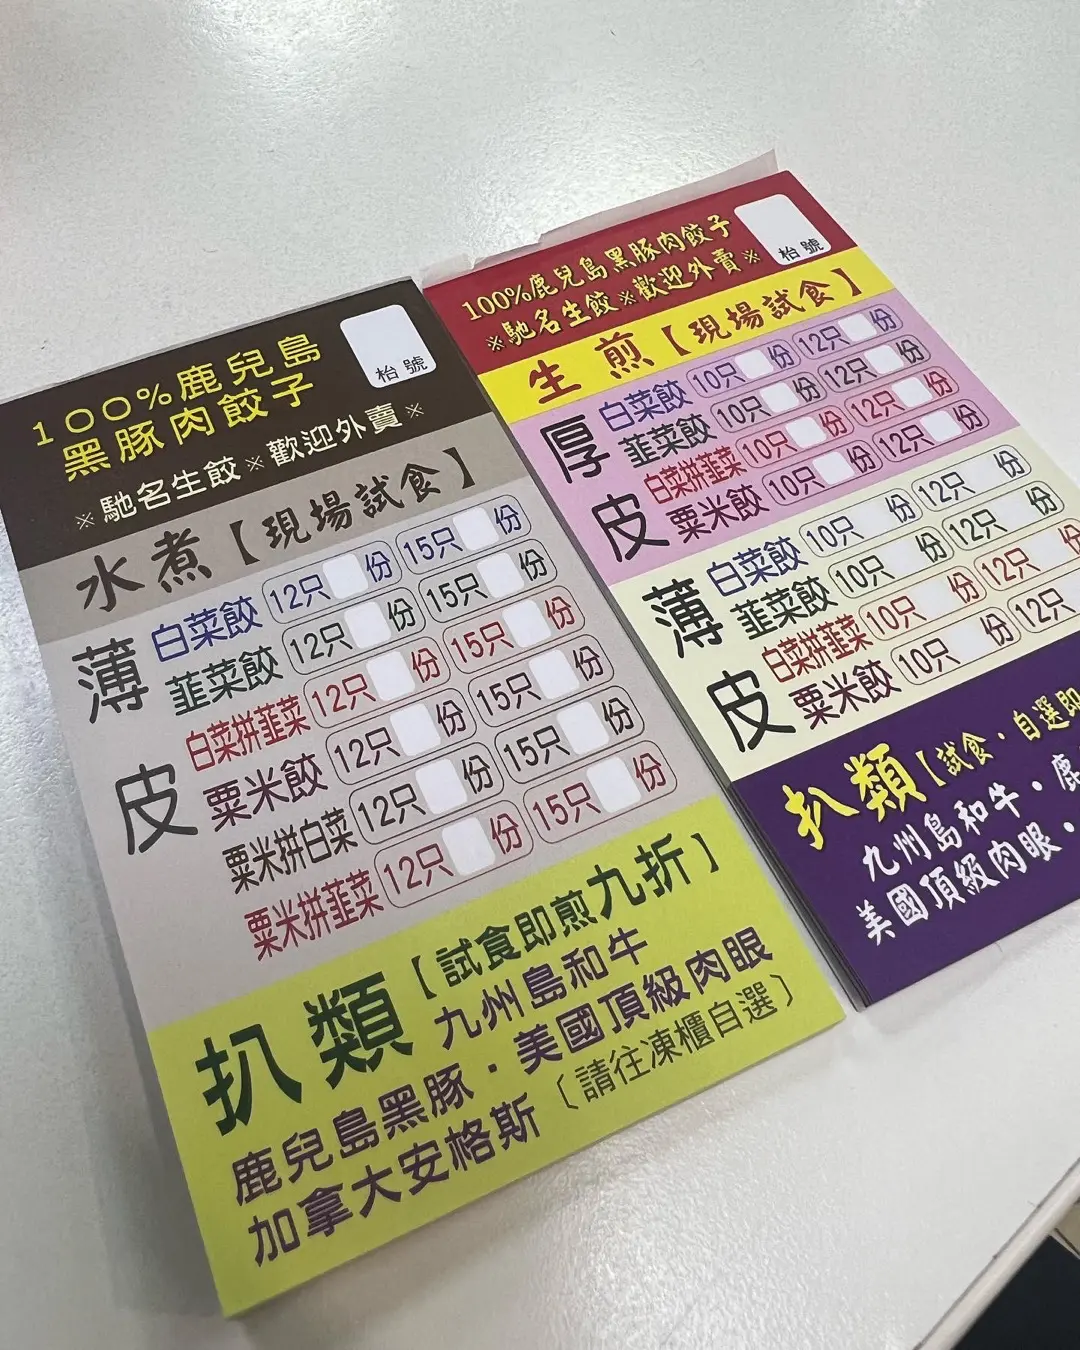 100%鹿兒島
黑豚肉餃子
枱號
※馳名生餃※歡迎外賣※
水煮【現場試食】
薄皮
白菜餃 12只 份 15只 份
韮菜餃 12只 份 15只 份
白菜拼韮菜 12只 份 15只 份
粟米餃 12只 份 15只 份
粟米拼白菜 12只 份 15只 份
粟米拼韮菜 12只 份 15只 份
扒類【試食即煎九折】
九州島和牛
鹿兒島黑豚·美國頂級肉眼
加拿大安格斯〔請往凍櫃自選〕
100%鹿兒島黑豚肉餃子
枱號
※馳名生餃※歡迎外賣※
生煎【現場試食】
厚皮
白菜餃 10只 份 12只 份
韮菜餃 10只 份 12只 份
白菜拼韮菜 10只 份 12只 份
粟米餃 10只 份 12只 份
薄皮
白菜餃 10只 份 12只 份
韮菜餃 10只 份 12只 份
白菜拼韮菜 10只 份 12只 份
粟米餃 10只 份 12只
扒類【試食·自選即
九州島和牛·鹿
美國頂級肉眼·